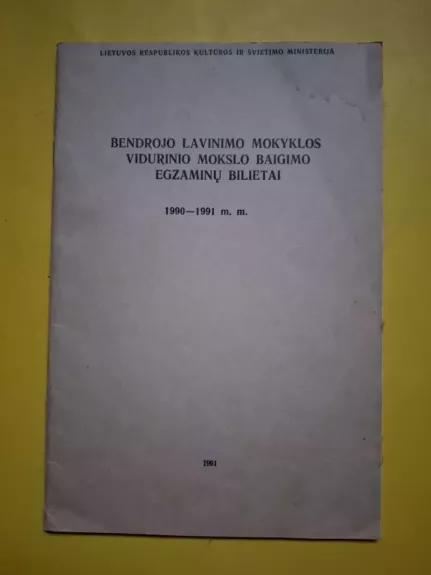 LIETUVOS RESPUBLIKOS KULTŪROS IR ŠVIETIMO MINISTERIJA
BENDROJO LAVINIMO MOKYKLOS
VIDURINIO MOKSLO BAIGIMO
EGZAMINŲ BILIETAI
1990—1991 m. m.
1991